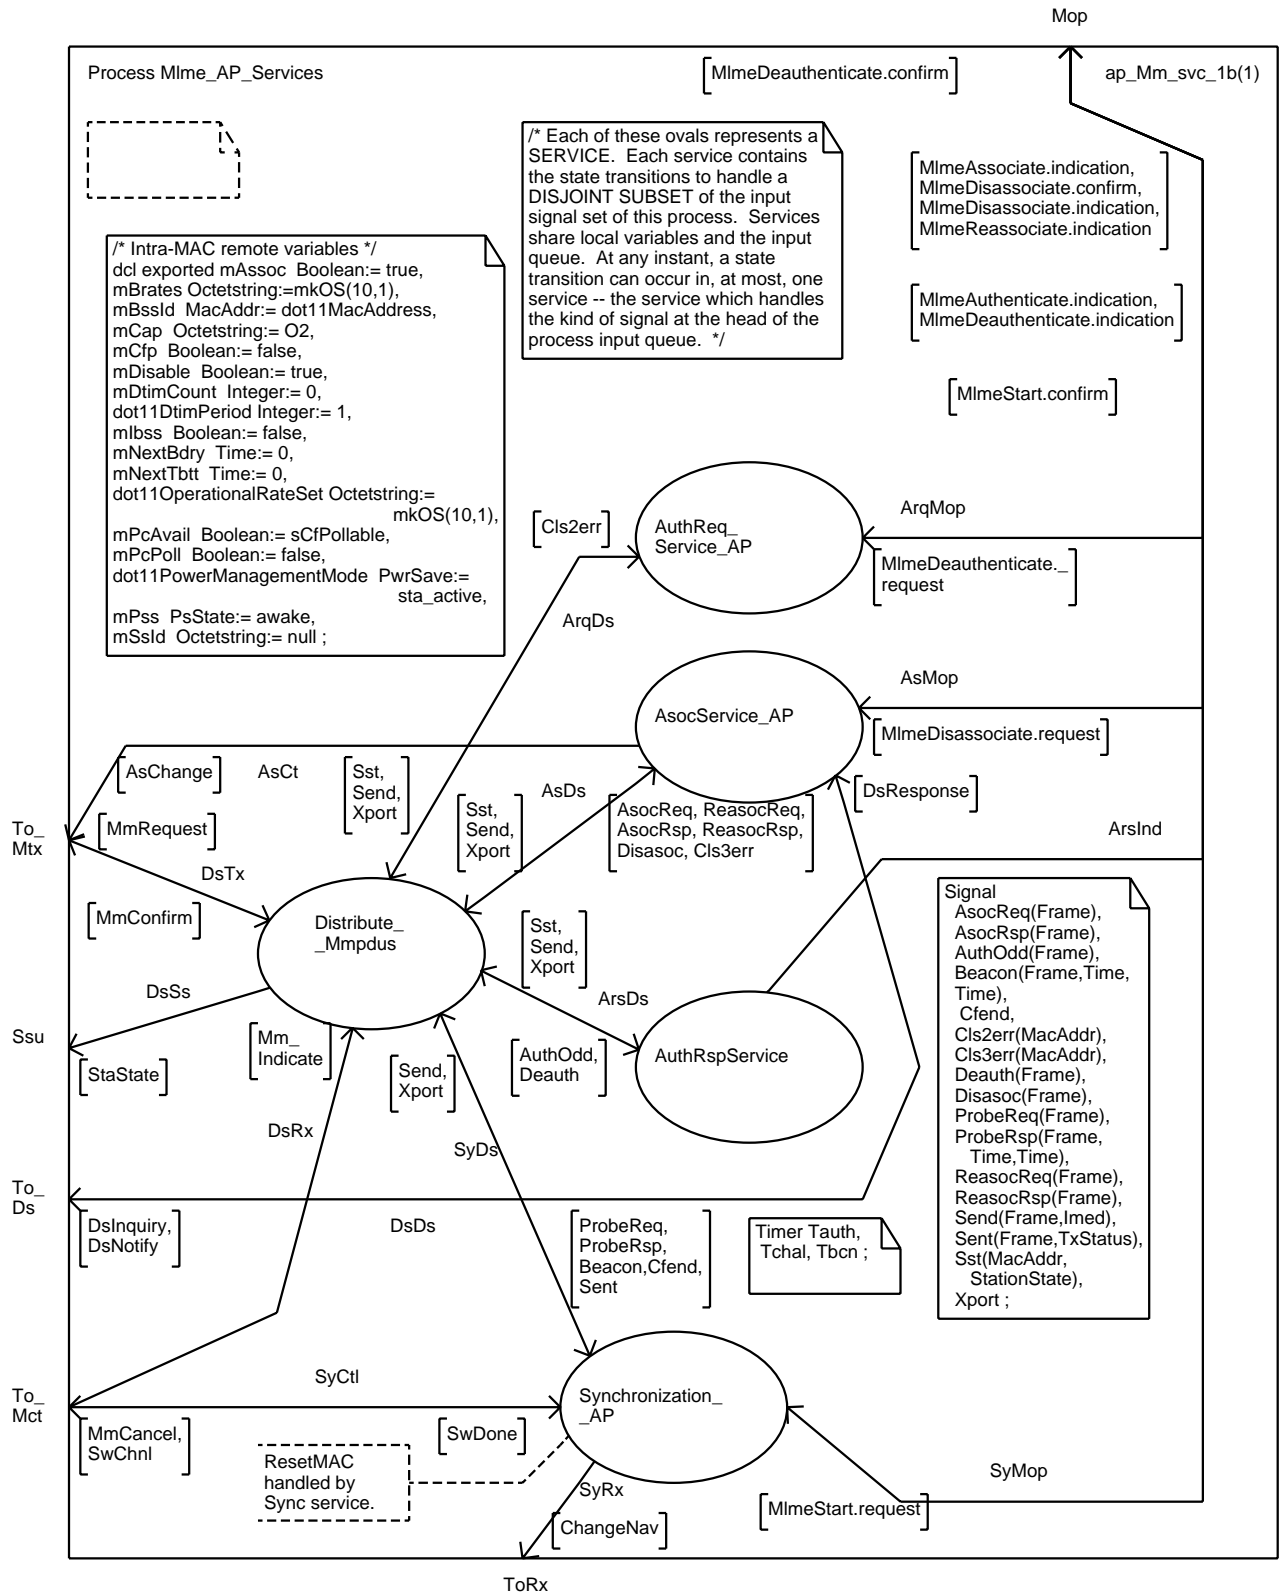 Mop
Process Mlme_AP_Services
[MlmeDeauthenticate.confirm]
ap_Mm_svc_1b(1)
/* Each of these ovals represents a
SERVICE. Each service contains
the state transitions to handle a
DISJOINT SUBSET of the input
signal set of this process. Services
share local variables and the input
queue. At any instant, a state
transition can occur in, at most, one
service -- the service which handles
the kind of signal at the head of the
process input queue. */
MlmeAssociate.indication,
MlmeDisassociate.confirm,
MlmeDisassociate.indication,
MlmeReassociate.indication
/* Intra-MAC remote variables */
dcl exported mAssoc Boolean:= true,
mBrates Octetstring:=mkOS(10,1),
mBssId MacAddr:= dot11MacAddress,
mCap Octetstring:= O2,
mCfp Boolean:= false,
mDisable Boolean:= true,
mDtimCount Integer:= 0,
dot11DtimPeriod Integer:= 1,
mIbss Boolean:= false,
mNextBdry Time:= 0,
mNextTbtt Time:= 0,
dot11OperationalRateSet Octetstring:=
mkOS(10,1),
mPcAvail Boolean:= sCfPollable,
mPcPoll Boolean:= false,
dot11PowerManagementMode PwrSave:=
sta_active,
mPss PsState:= awake,
mSsId Octetstring:= null ;
MlmeAuthenticate.indication,
MlmeDeauthenticate.indication
MlmeStart.confirm
Cls2err
AuthReq_
Service_AP
ArqMop
MlmeDeauthenticate._
request
ArqDs
AsMop
AsocService_AP
MlmeDisassociate.request
AsChange
AsCt
Sst,
Send,
Xport
AsDs
DsResponse
Sst,
Send,
Xport
AsocReq, ReasocReq,
AsocRsp, ReasocRsp,
Disasoc, Cls3err
To_
Mtx
MmRequest
ArsInd
DsTx
MmConfirm
Distribute_
_Mmpdus
Sst,
Send,
Xport
Signal
AsocReq(Frame),
AsocRsp(Frame),
AuthOdd(Frame),
Beacon(Frame,Time,
Time),
Cfend,
Cls2err(MacAddr),
Cls3err(MacAddr),
Deauth(Frame),
Disasoc(Frame),
ProbeReq(Frame),
ProbeRsp(Frame,
Time,Time),
ReasocReq(Frame),
ReasocRsp(Frame),
Send(Frame,Imed),
Sent(Frame,TxStatus),
Sst(MacAddr,
StationState),
Xport ;
DsSs
ArsDs
Ssu
Mm_
Indicate
StaState
Send,
Xport
AuthOdd,
Deauth
AuthRspService
DsRx
SyDs
To_
Ds
DsInquiry,
DsNotify
DsDs
ProbeReq,
ProbeRsp,
Beacon,Cfend,
Sent
Timer Tauth,
Tchal, Tbcn ;
SyCtl
To_
Mct
MmCancel,
SwChnl
SwDone
Synchronization_
_AP
ResetMAC
handled by
Sync service.
SyMop
SyRx
MlmeStart.request
ChangeNav
ToRx